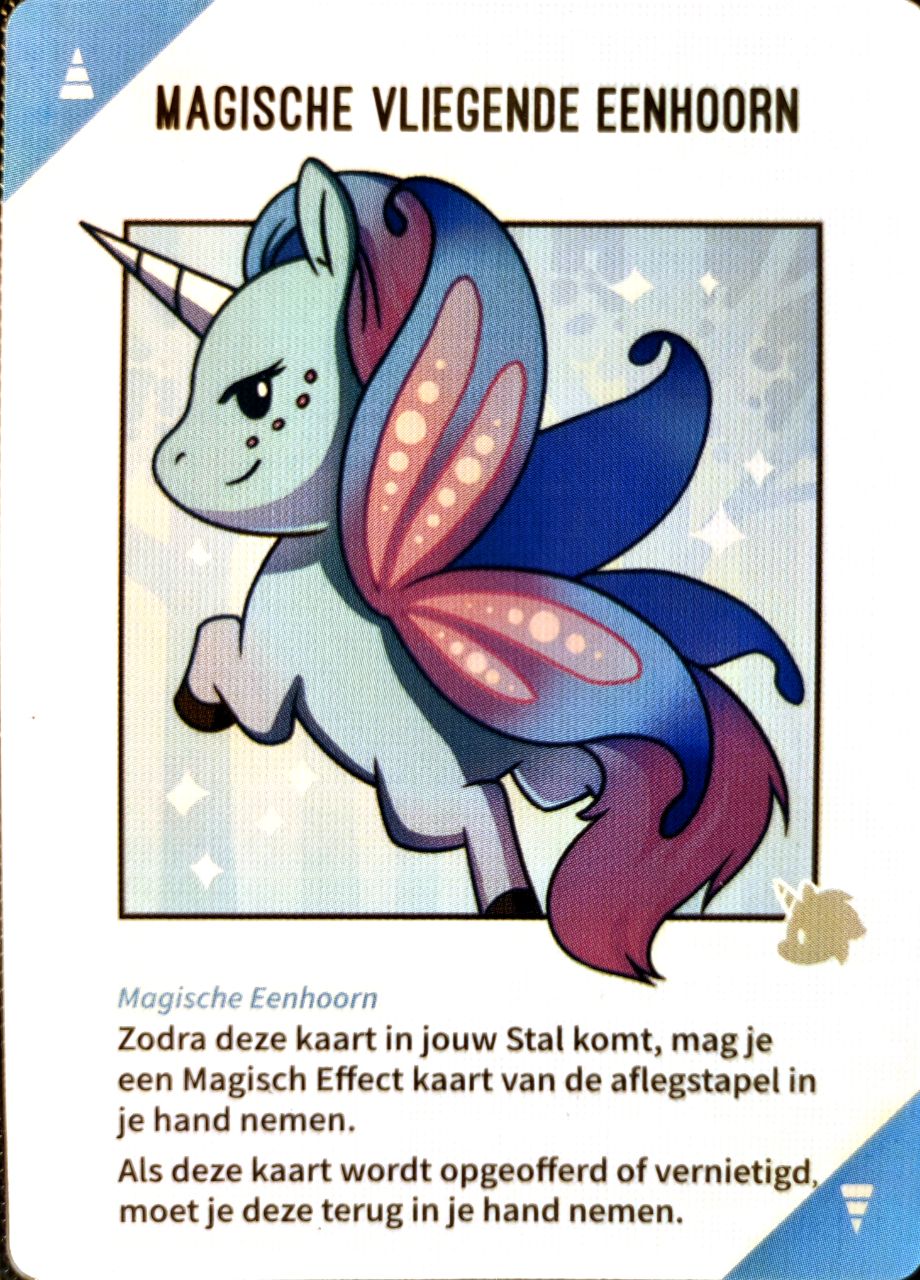 MAGISCHE VLIEGENDE EENHOORN
Magische Eenhoorn
Zodra deze kaart in jouw Stal komt, mag je
een Magisch Effect kaart van de aflegstapel in
je hand nemen.
Als deze kaart wordt opgeofferd of vernietigd,
moet je deze terug in je hand nemen.